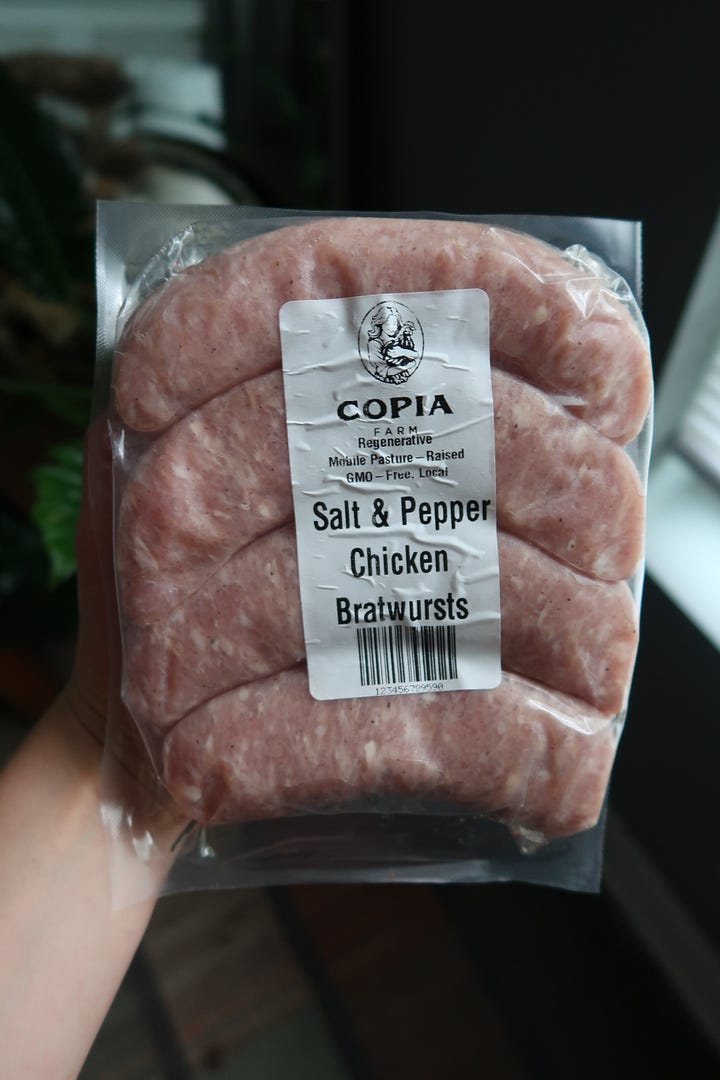 COPIA
FARM
Regenerative
Mobile Pasture – Raised
GMO – Free, Local
Salt & Pepper
Chicken
Bratwursts
123456789590